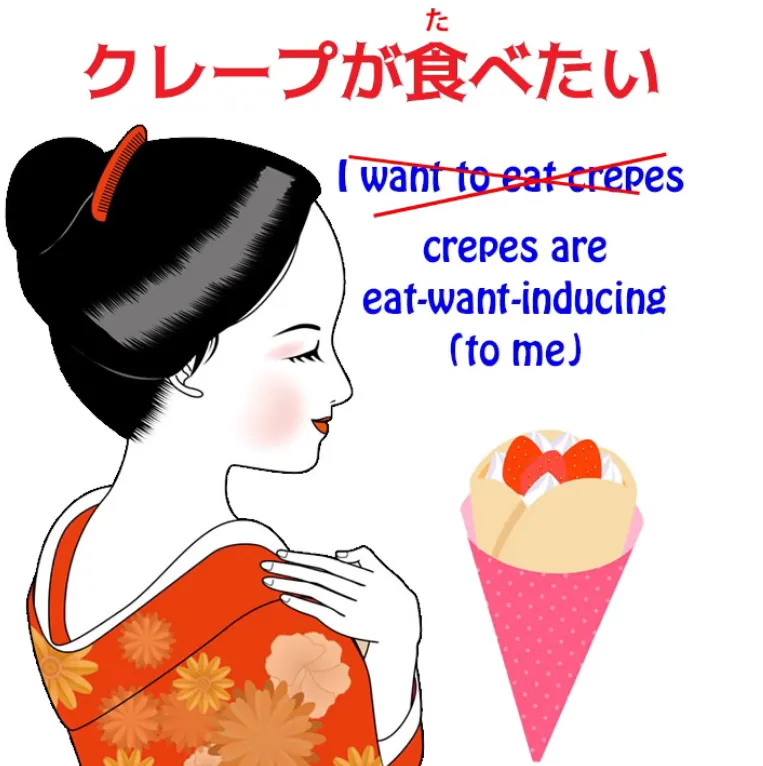 た
クレープが食べたい
I want to eat crepes
crepes are
eat-want-inducing
(to me)